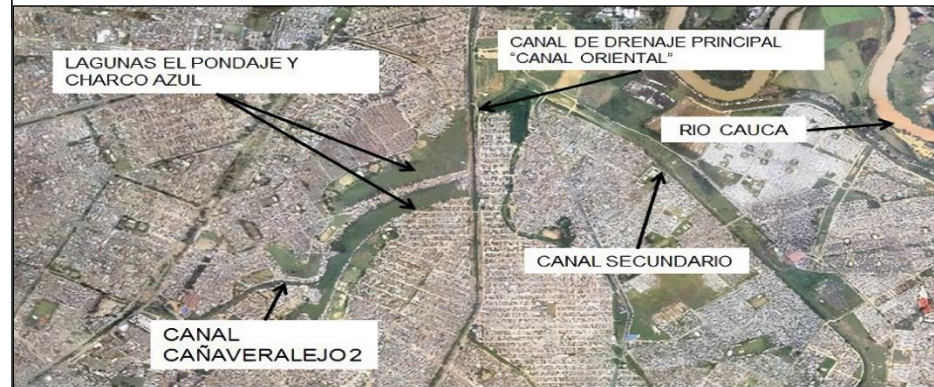 LAGUNAS EL PONDAJE Y
CHARCO AZUL
CANAL DE DRENAJE PRINCIPAL
"CANAL ORIENTAL"
RIO CAUCA
CANAL SECUNDARIO
CANAL
CAÑAVERALEJO 2